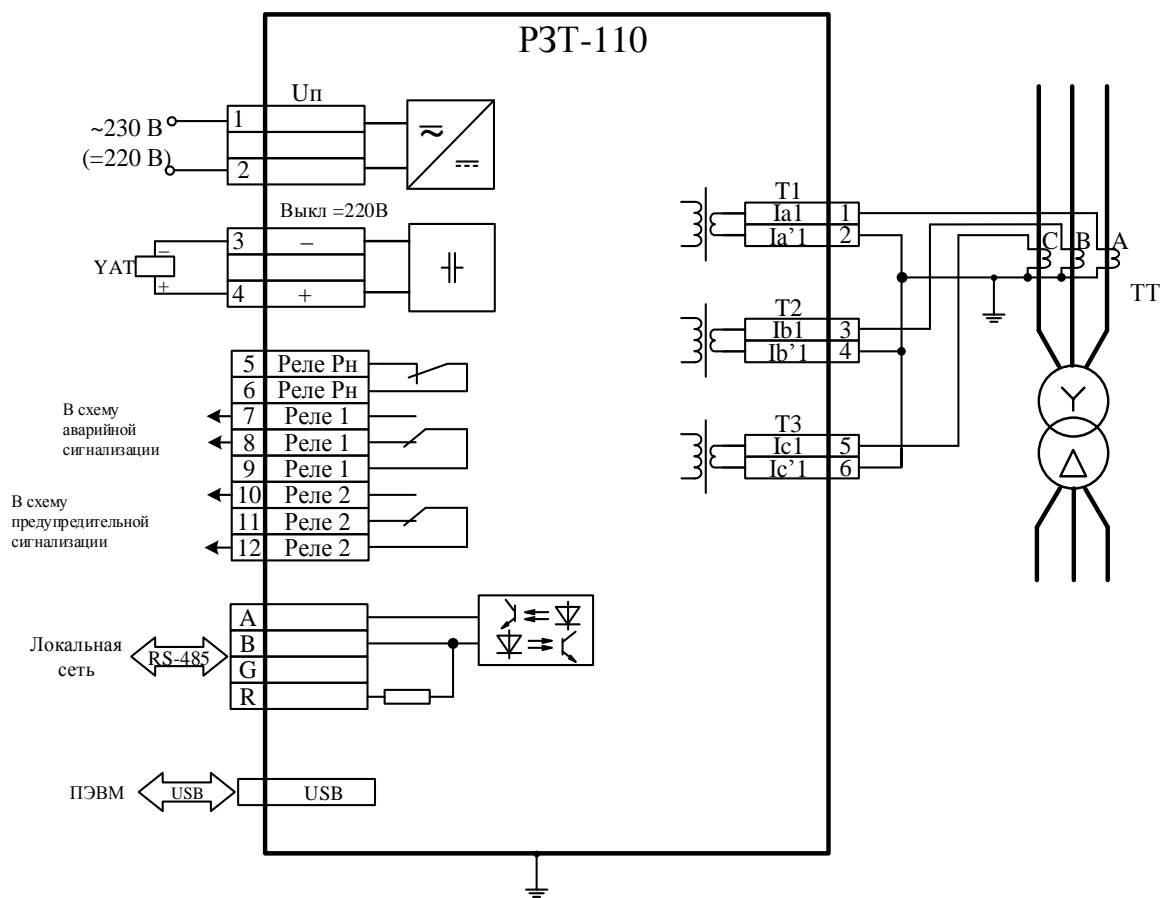 РЗТ-110
Uп
~230 В
(=220 В)
1
2
Выкл =220В
YAT
–
+
3 –
4 +
5 Реле Рн
6 Реле Рн
7 Реле 1
8 Реле 1
9 Реле 1
10 Реле 2
11 Реле 2
12 Реле 2
В схему
аварийной
сигнализации
В схему
предупредительной
сигнализации
A
B
G
R
Локальная
сеть
RS-485
ПЭВМ
USB
USB
T1
Ia1 1
Ia’1 2
T2
Ib1 3
Ib’1 4
T3
Ic1 5
Ic’1 6
C B A
ТТ